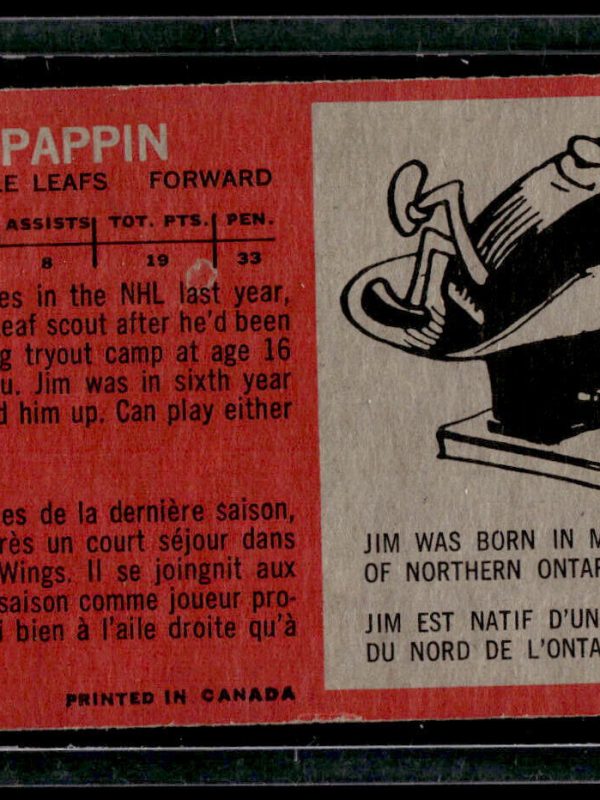 PAPPIN
LE LEAFS FORWARD
ASSISTS TOT. PTS. PEN.
8 19 33
es in the NHL last year,
eaf scout after he'd been
g tryout camp at age 16
u. Jim was in sixth year
d him up. Can play either
es de la dernière saison,
rès un court séjour dans
Wings. Il se joingnit aux
saison comme joueur pro-
i bien à l'aile droite qu'à
PRINTED IN CANADA
JIM WAS BORN IN M
OF NORTHERN ONTAR
JIM EST NATIF D'UN
DU NORD DE L'ONTA